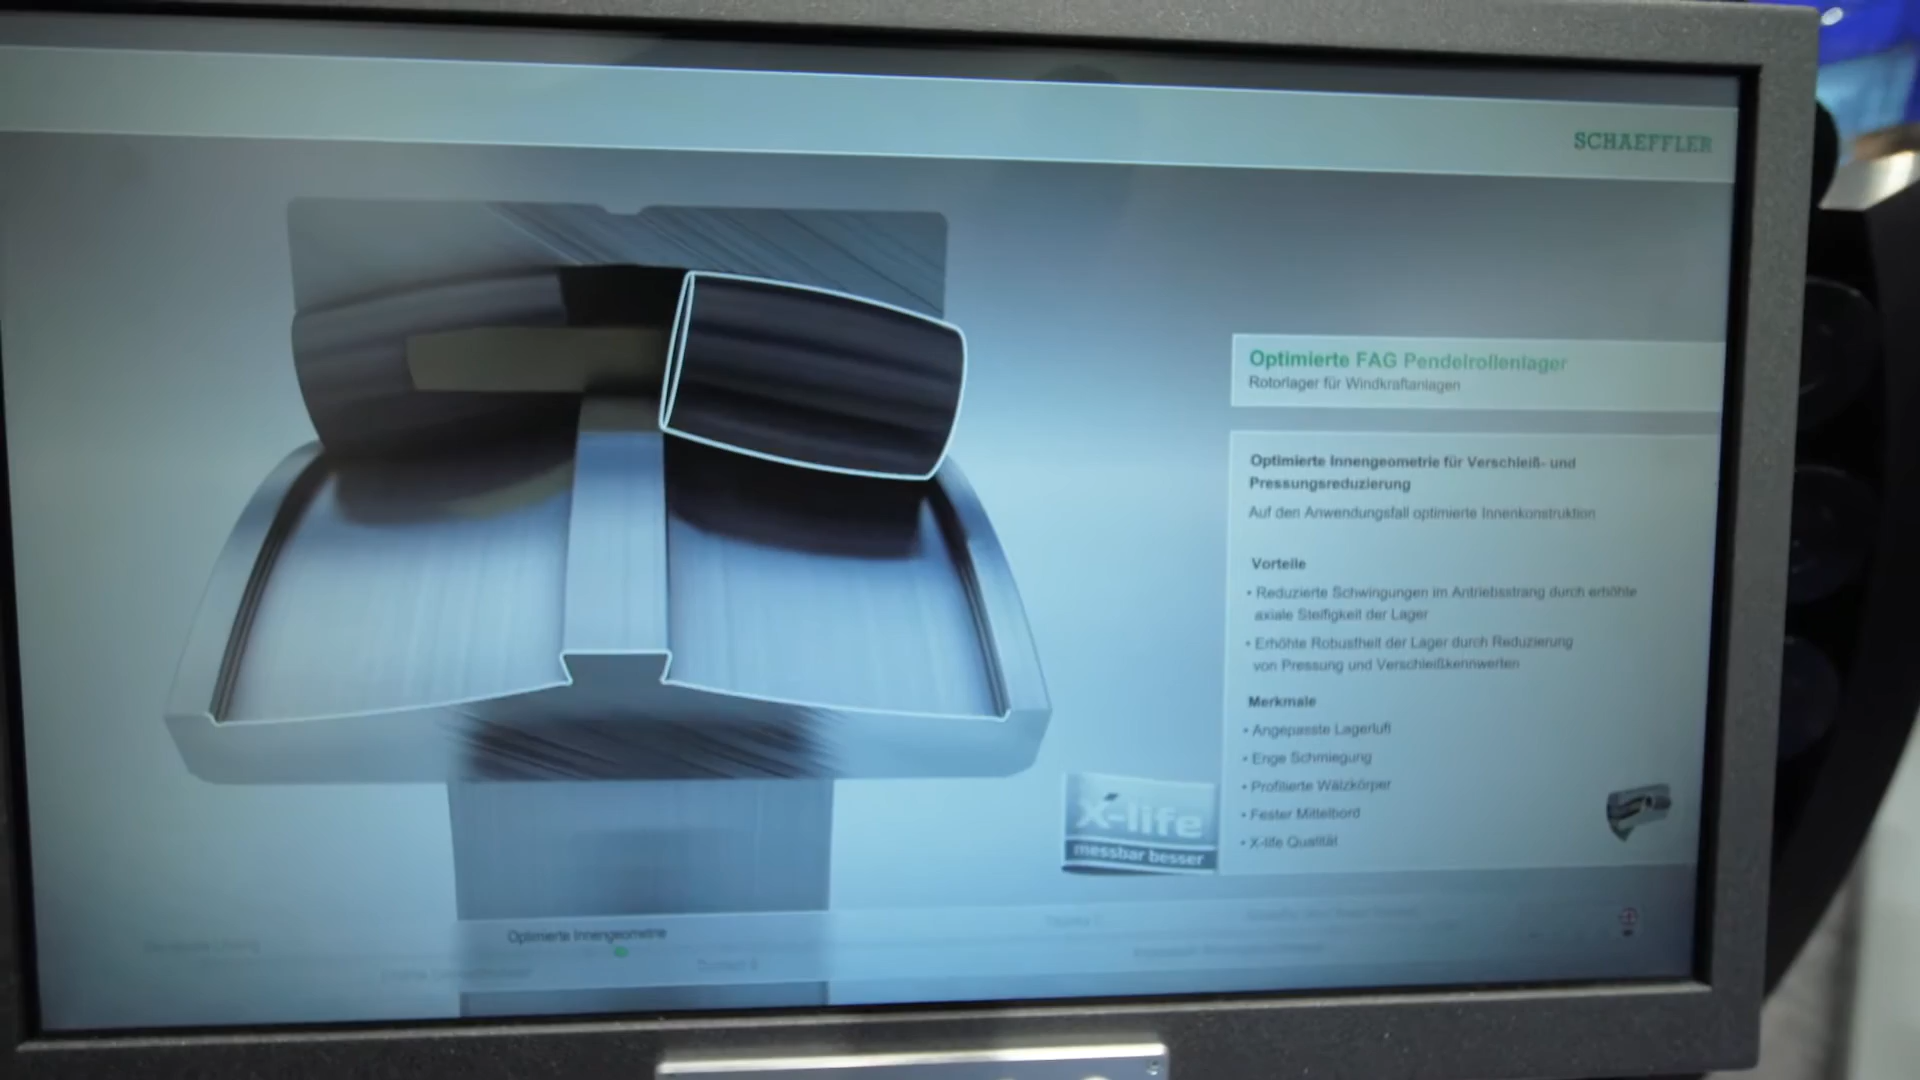 SCHAEFFLER
Optimierte FAG Pendelrollenlager
Rotorlager für Windkraftanlagen
Optimierte Innengeometrie für Verschleiß- und
Pressungsreduzierung
Auf den Anwendungsfall optimierte Innenkonstruktion
Vorteile
• Reduzierte Schwingungen im Antriebsstrang durch erhöhte
axiale Steifigkeit der Lager
• Erhöhte Robustheit der Lager durch Reduzierung
von Pressung und Verschleißkennwerten
Merkmale
• Angepasste Lagerluft
• Enge Schmiegung
• Profilierte Wälzkörper
• Fester Mittelbord
• X-life Qualität
X-life
messbar besser
Optimierte Innengeometrie